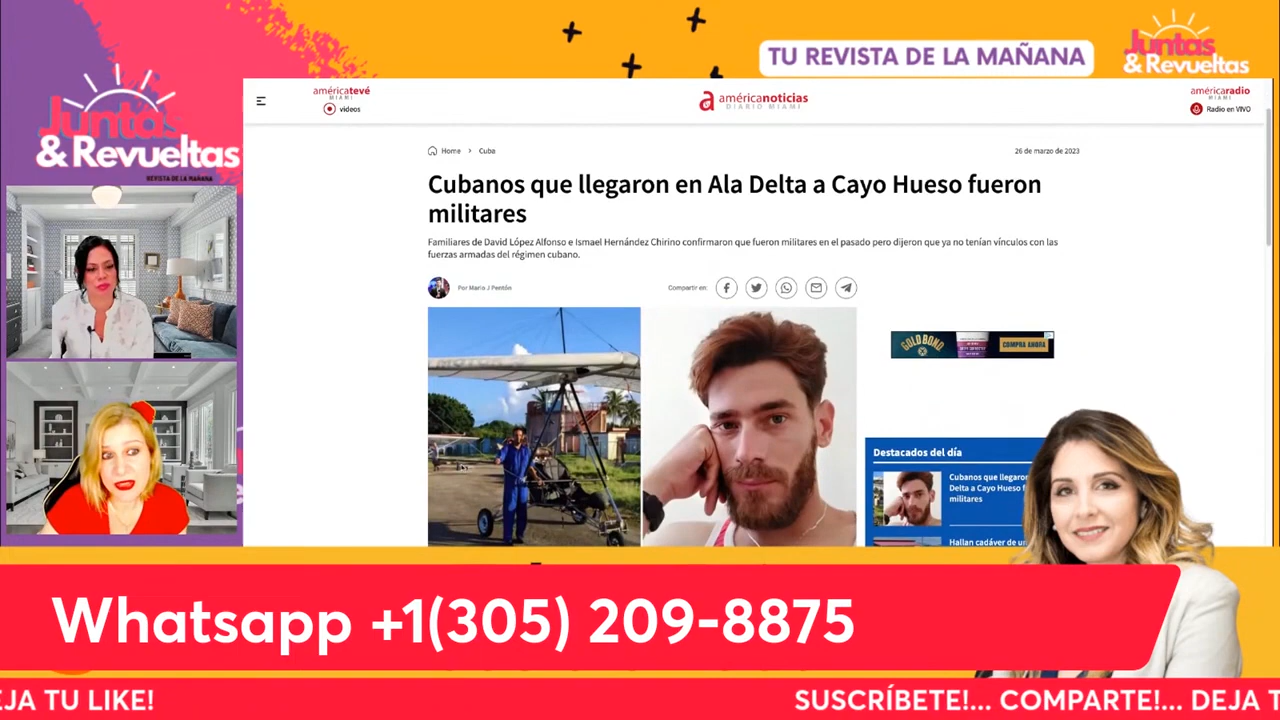 TU REVISTA DE LA MAÑANA
Juntas
& Revueltas
Juntas
& Revueltas
REVISTA DE LA MAÑANA
américatevé
MIAMI
videos
a américanoticias
DIARIO MIAMI
américaradio
MIAMI
Radio en VIVO
Home > Cuba
26 de marzo de 2023
Cubanos que llegaron en Ala Delta a Cayo Hueso fueron
militares
Familiares de David López Alfonso e Ismael Hernández Chirino confirmaron que fueron militares en el pasado pero dijeron que ya no tenían vínculos con las
fuerzas armadas del régimen cubano.
Por Mario J Pentón
Compartir en:
GOLD BOND
COMPRA AHORA
Destacados del día
Cubanos que llegaron
Delta a Cayo Hueso f
militares
Hallan cadáver de un
Whatsapp +1(305) 209-8875
EJA TU LIKE!
SUSCRÍBETE!... COMPARTE!... DEJA T